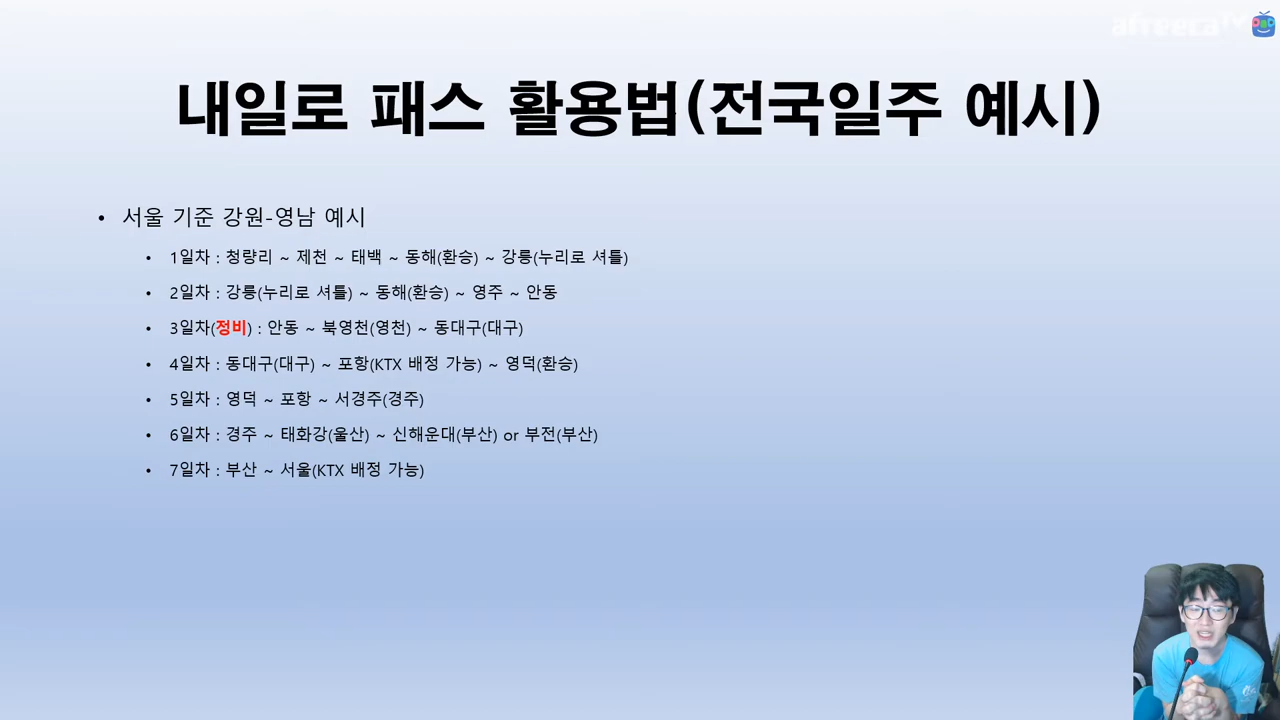 afreecaTV
내일로 패스 활용법(전국일주 예시)
• 서울 기준 강원-영남 예시
• 1일차 : 청량리 ~ 제천 ~ 태백 ~ 동해(환승) ~ 강릉(누리로 셔틀)
• 2일차 : 강릉(누리로 셔틀) ~ 동해(환승) ~ 영주 ~ 안동
• 3일차(정비) : 안동 ~ 북영천(영천) ~ 동대구(대구)
• 4일차 : 동대구(대구) ~ 포항(KTX 배정 가능) ~ 영덕(환승)
• 5일차 : 영덕 ~ 포항 ~ 서경주(경주)
• 6일차 : 경주 ~ 태화강(울산) ~ 신해운대(부산) or 부전(부산)
• 7일차 : 부산 ~ 서울(KTX 배정 가능)